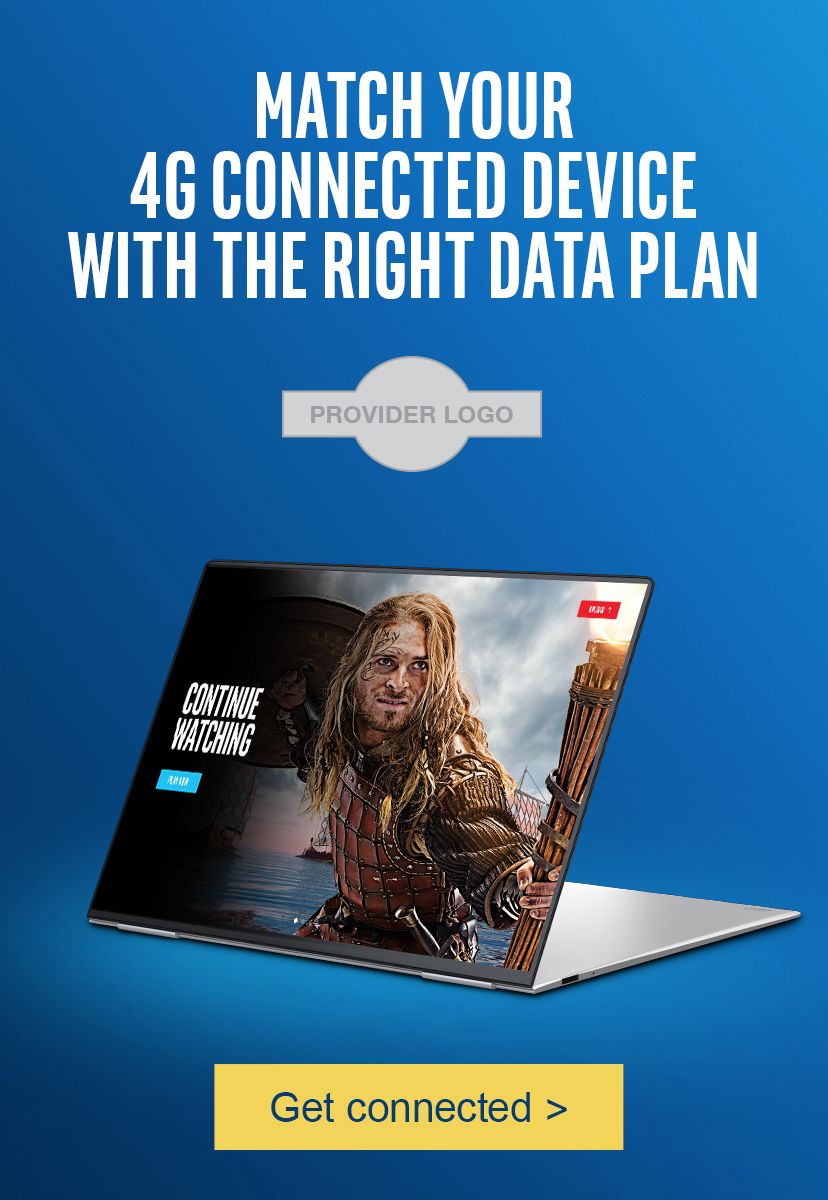 MATCH YOUR
4G CONNECTED DEVICE
WITH THE RIGHT DATA PLAN
PROVIDER LOGO
CONTINUE
WATCHING
Get connected >